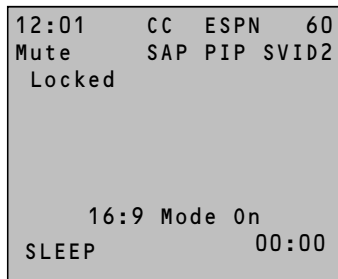 12:01 CC ESPN 60
Mute SAP PIP SVID2
Locked
16:9 Mode On
SLEEP 00:00